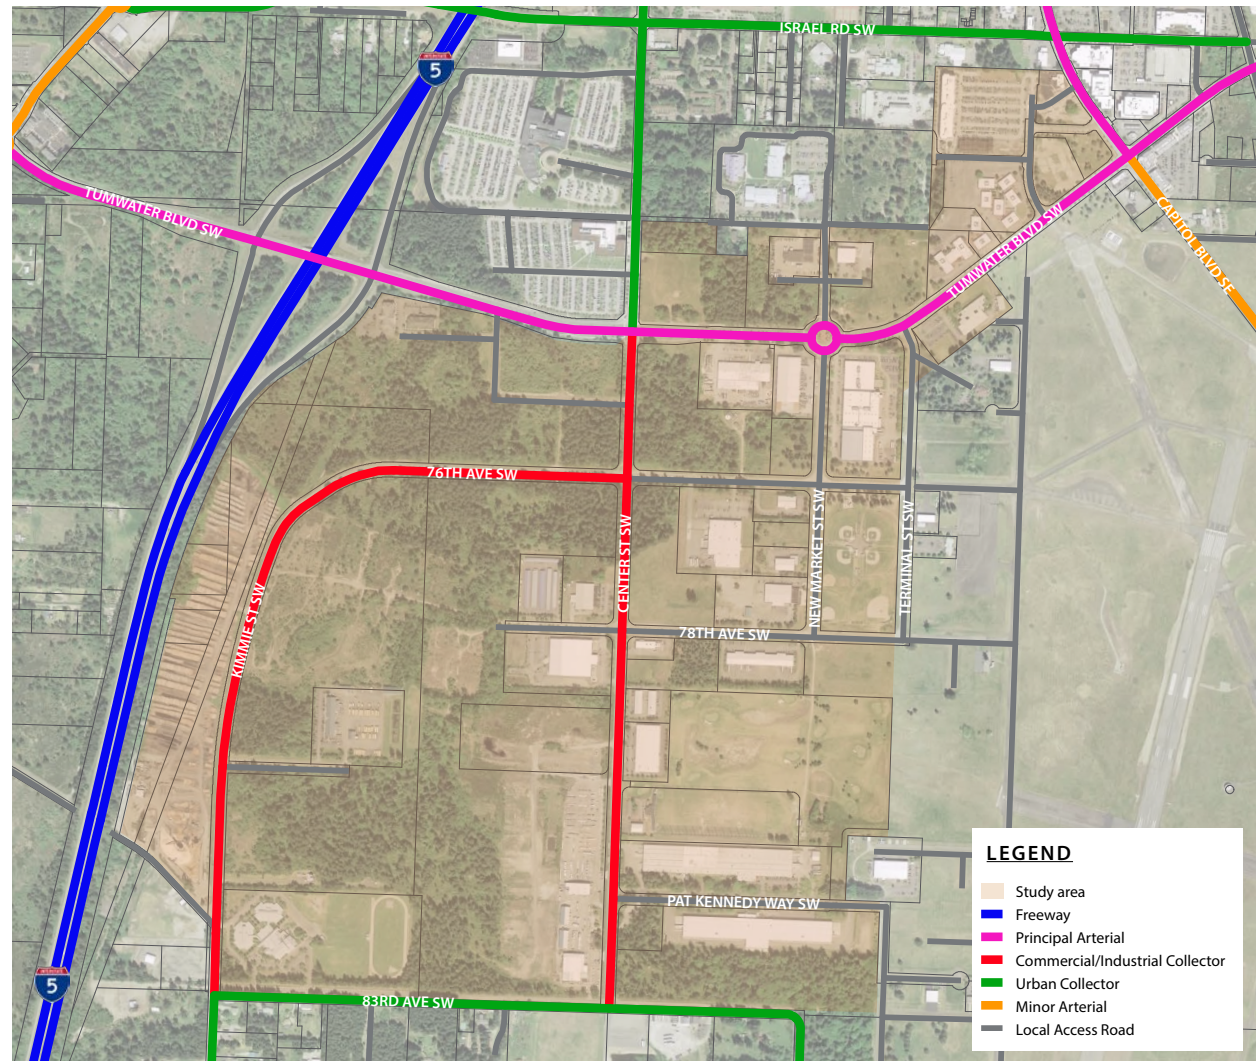 ISRAEL RD SW
INTERSTATE
5
TUMWATER BLVD SW
CAPITOL BLVD SE
TUMWATER BLVD SW
76TH AVE SW
CENTER ST SW
NEW MARKET ST SW
TERMINAL ST SW
KIMMIE ST SW
78TH AVE SW
PAT KENNEDY WAY SW
INTERSTATE
5
83RD AVE SW
LEGEND
Study area
Freeway
Principal Arterial
Commercial/Industrial Collector
Urban Collector
Minor Arterial
Local Access Road